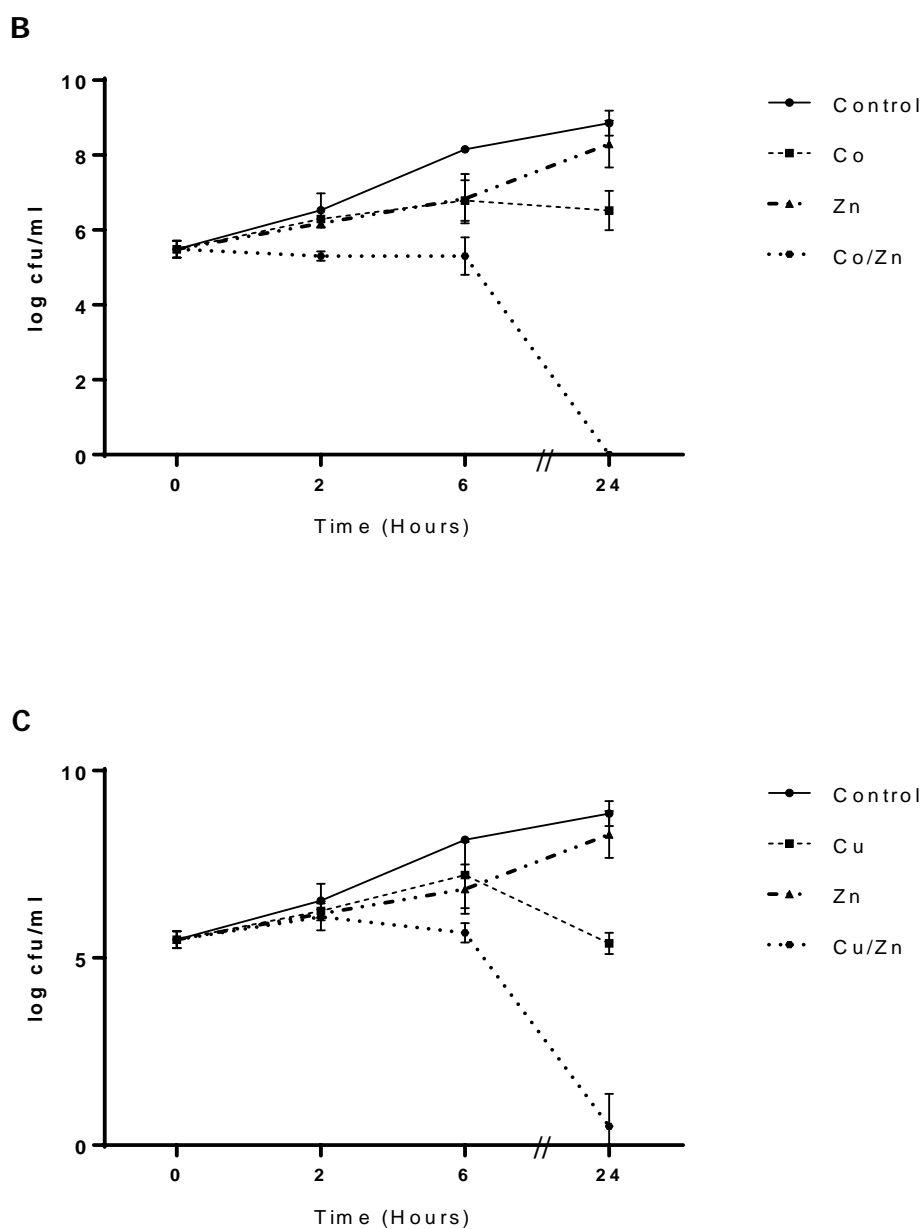 B
10
8
6
4
2
0
log cfu/ml
0 2 6 24
Time (Hours)
Control
Co
Zn
Co/Zn
C
10
5
0
log cfu/ml
0 2 6 24
Time (Hours)
Control
Cu
Zn
Cu/Zn